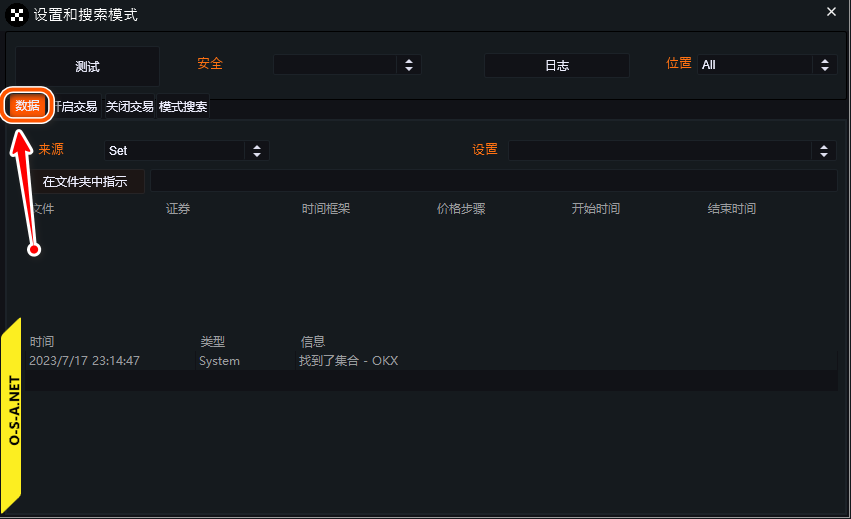 设置和搜索模式
测试 安全 日志 位置 All
数据 开启交易 关闭交易 模式搜索
来源 Set 设置
在文件夹中指示
文件 证券 时间框架 价格步骤 开始时间 结束时间
时间 类型 信息
2023/7/17 23:14:47 System 找到了集合 - OKX
O-S-A.NET